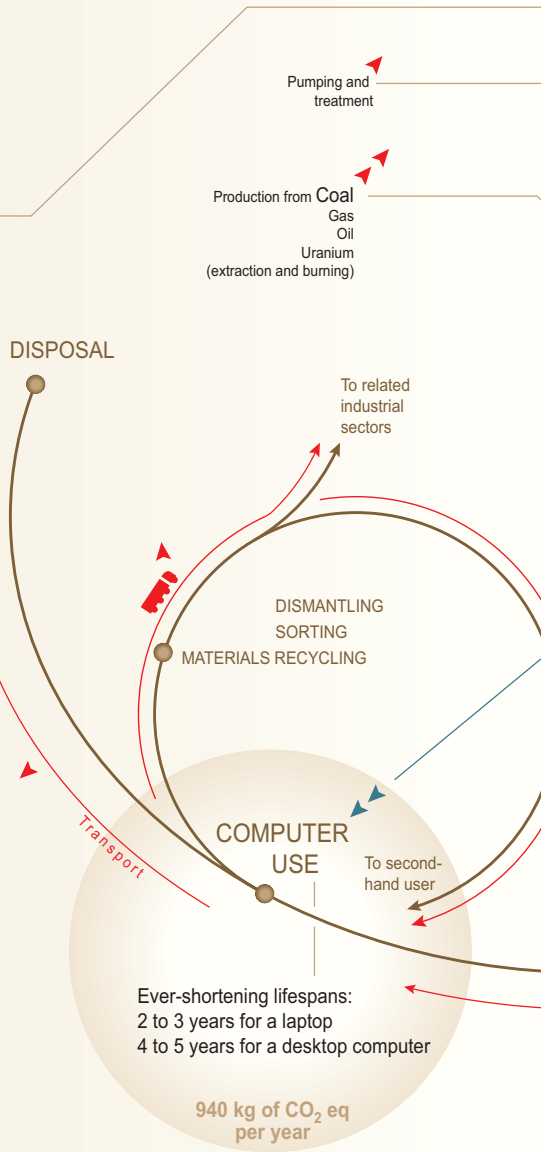 Pumping and
treatment
Production from Coal
Gas
Oil
Uranium
(extraction and burning)
DISPOSAL
To related
industrial
sectors
DISMANTLING
SORTING
MATERIALS RECYCLING
Transport
COMPUTER
USE
To second-
hand user
Ever-shortening lifespans:
2 to 3 years for a laptop
4 to 5 years for a desktop computer
940 kg of CO₂ eq
per year